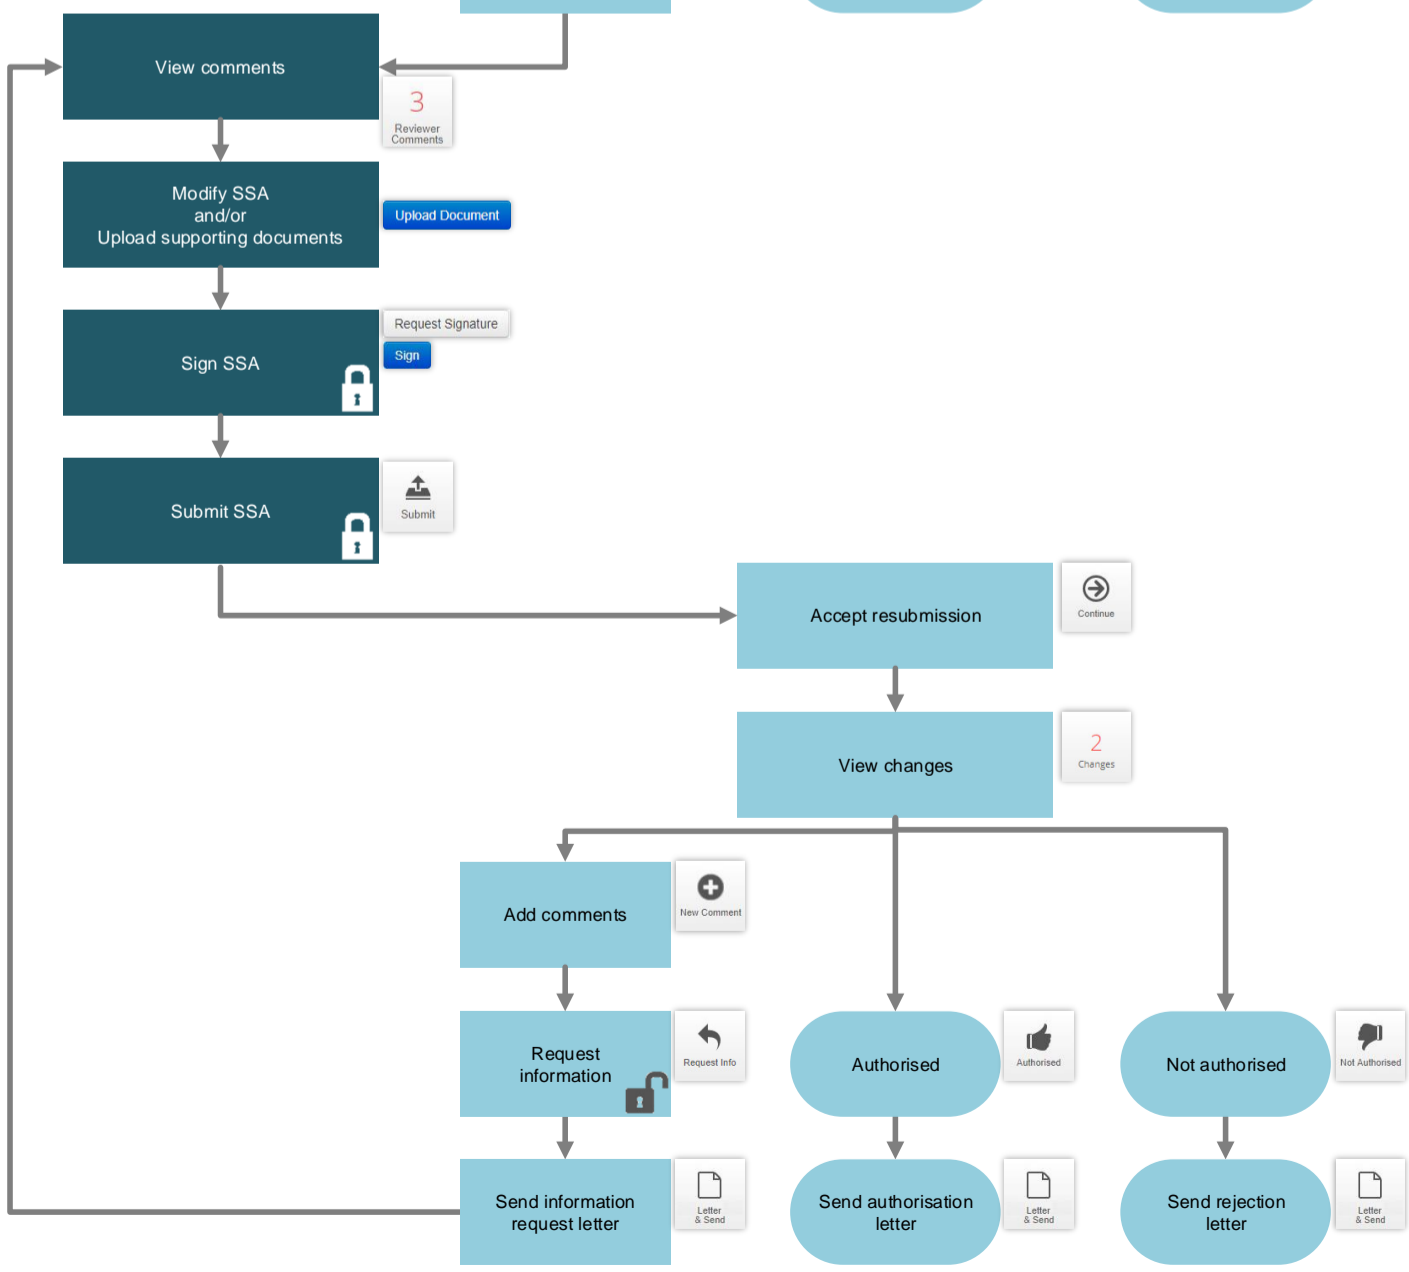 View comments
3
Reviewer
Comments
Modify SSA
and/or
Upload supporting documents
Upload Document
Sign SSA
Request Signature
Sign
Submit SSA
Submit
Accept resubmission
Continue
View changes
2
Changes
Add comments
New Comment
Request
information
Request Info
Authorised
Authorised
Not authorised
Not Authorised
Send information
request letter
Letter
& Send
Send authorisation
letter
Letter
& Send
Send rejection
letter
Letter
& Send